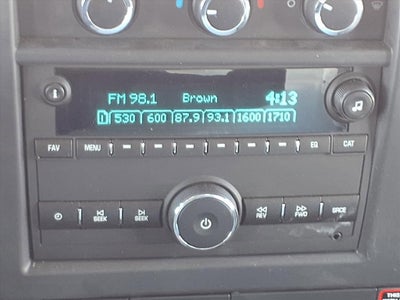 FM 98.1 Brown 4:13
530 600 87.9 93.1 1600 1710
FAV MENU EQ CAT
SEEK SEEK REV FWD SRCE